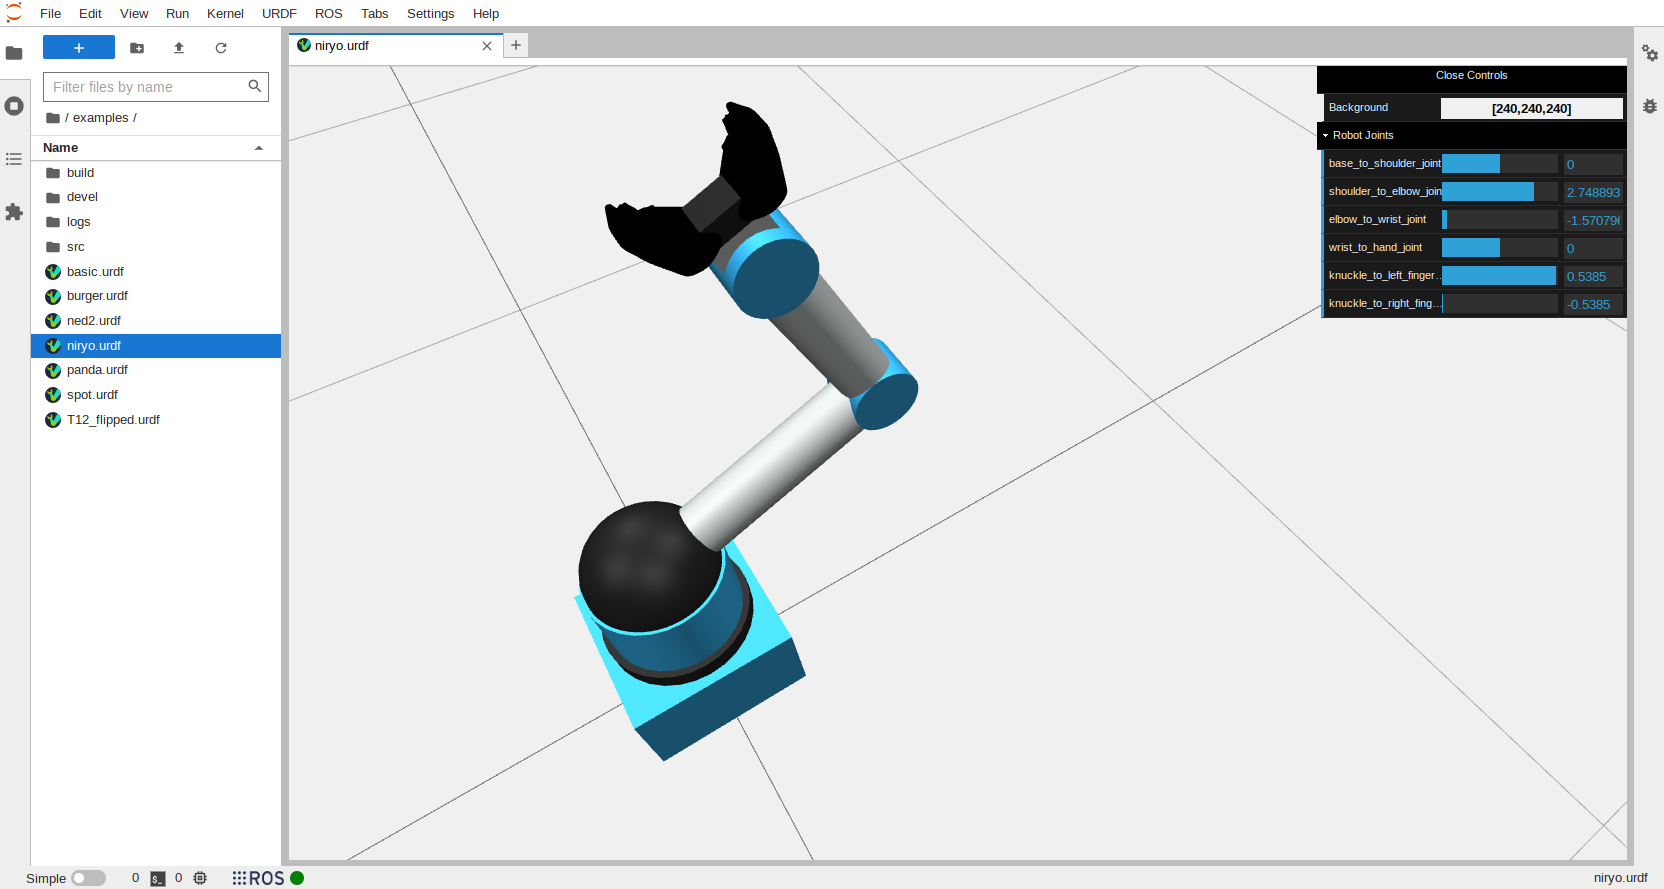 File Edit View Run Kernel URDF ROS Tabs Settings Help
niryo.urdf
Filter files by name
/ examples /
Name
build
devel
logs
src
basic.urdf
burger.urdf
ned2.urdf
niryo.urdf
panda.urdf
spot.urdf
T12_flipped.urdf
Close Controls
Background [240,240,240]
Robot Joints
base_to_shoulder_joint 0
shoulder_to_elbow_join 2.748893
elbow_to_wrist_joint -1.570796
wrist_to_hand_joint 0
knuckle_to_left_finger... 0.5385
knuckle_to_right_fing... -0.5385
Simple 0 $_ 0 ROS niryo.urdf